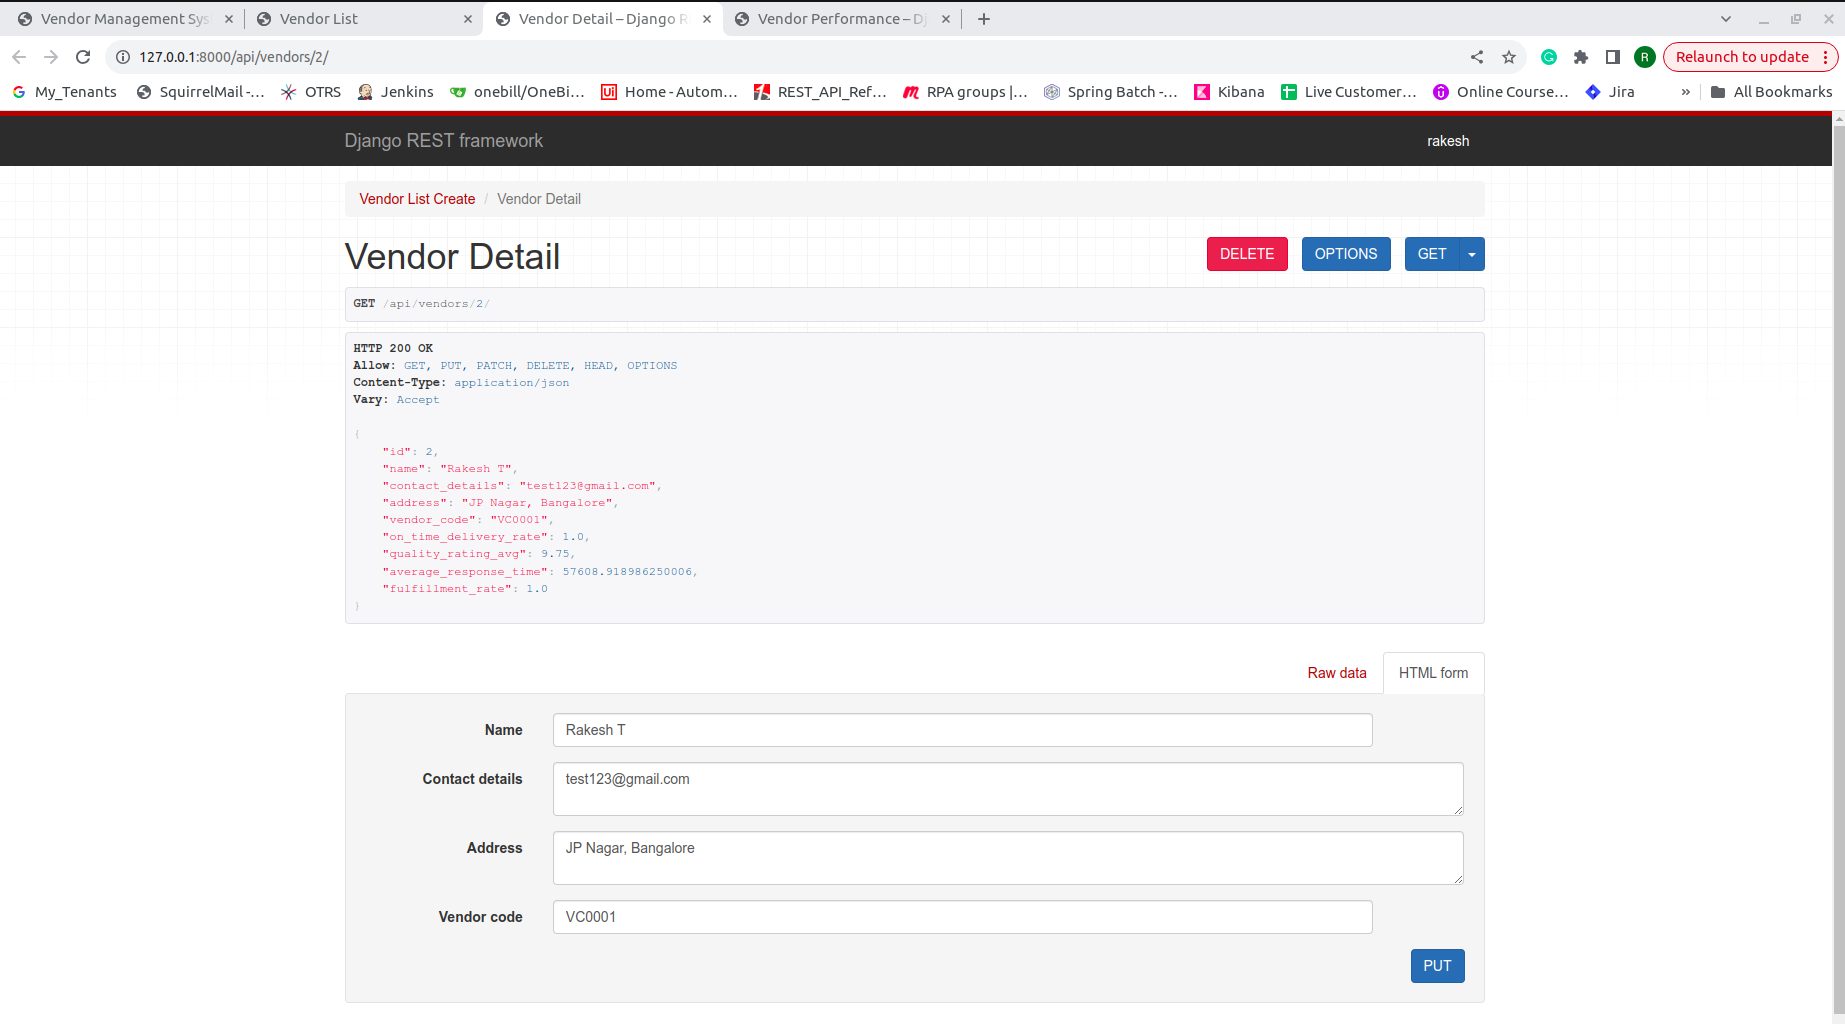 Vendor Management Sys
Vendor List
Vendor Detail – Django R
Vendor Performance – Dj
127.0.0.1:8000/api/vendors/2/
R
Relaunch to update
My_Tenants
SquirrelMail -...
OTRS
Jenkins
onebill/OneBi...
Home - Autom...
REST_API_Ref...
RPA groups |...
Spring Batch -...
Kibana
Live Customer...
Online Course...
Jira
»
All Bookmarks
Django REST framework
rakesh
Vendor List Create / Vendor Detail
Vendor Detail
DELETE
OPTIONS
GET
GET /api/vendors/2/
HTTP 200 OK
Allow: GET, PUT, PATCH, DELETE, HEAD, OPTIONS
Content-Type: application/json
Vary: Accept
{
"id": 2,
"name": "Rakesh T",
"contact_details": "test123@gmail.com",
"address": "JP Nagar, Bangalore",
"vendor_code": "VC0001",
"on_time_delivery_rate": 1.0,
"quality_rating_avg": 9.75,
"average_response_time": 57608.918986250006,
"fulfillment_rate": 1.0
}
Raw data
HTML form
Name
Rakesh T
Contact details
test123@gmail.com
Address
JP Nagar, Bangalore
Vendor code
VC0001
PUT